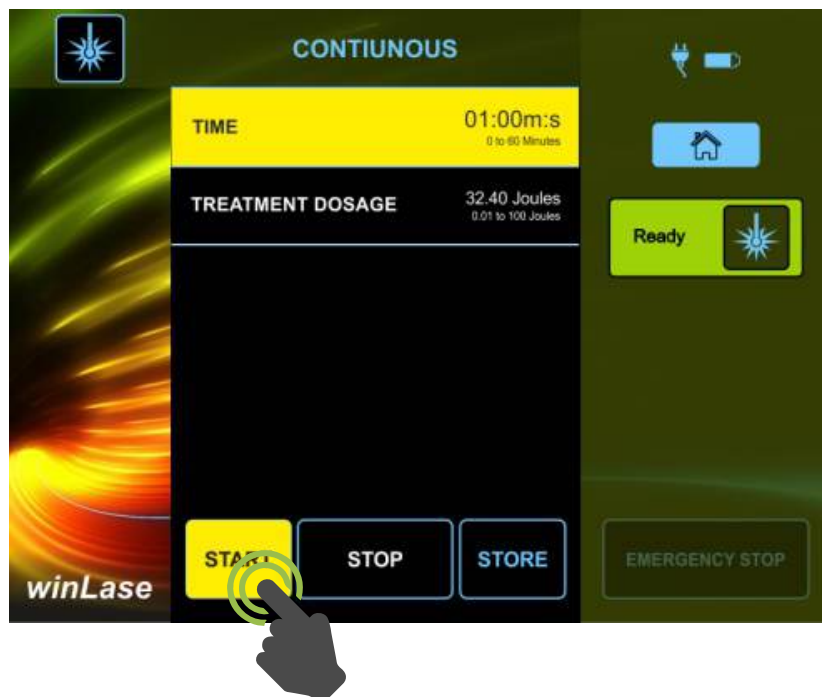 CONTIUNOUS
TIME
01:00m:s
0 to 60 Minutes
TREATMENT DOSAGE
32.40 Joules
0.01 to 100 Joules
Ready
START
STOP
STORE
EMERGENCY STOP
winLase